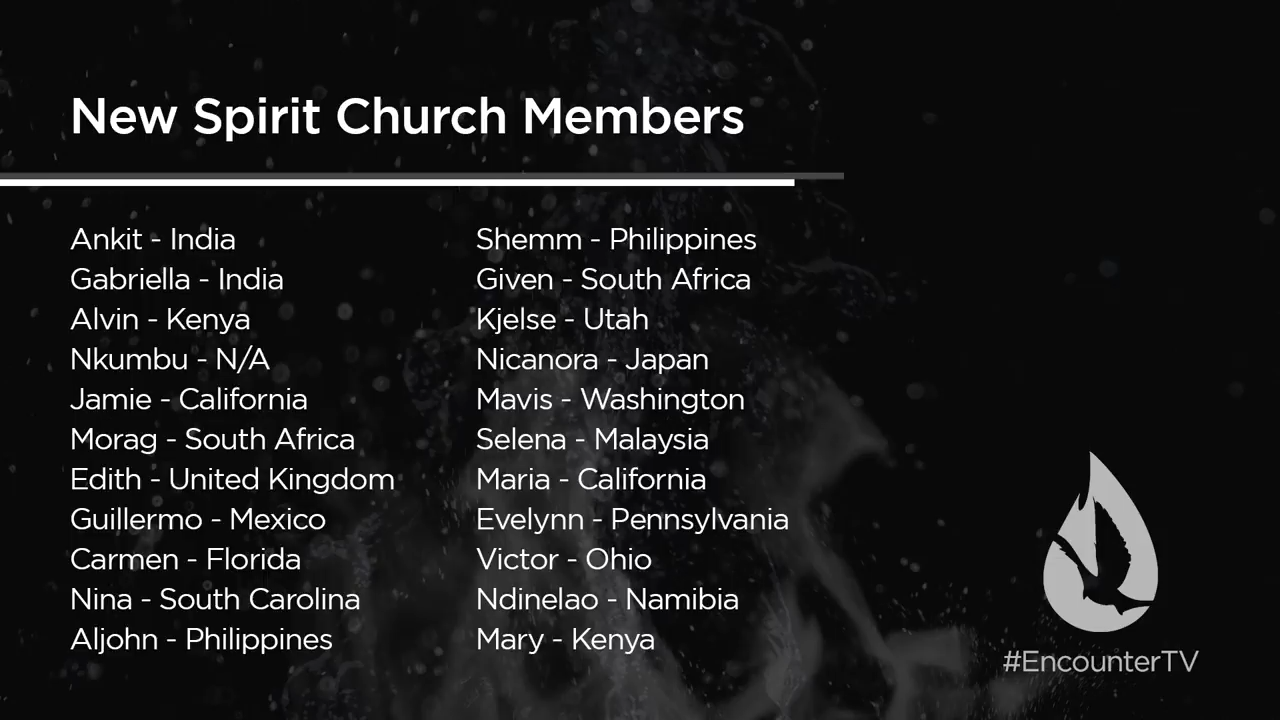 New Spirit Church Members
Ankit - India
Gabriella - India
Alvin - Kenya
Nkumbu - N/A
Jamie - California
Morag - South Africa
Edith - United Kingdom
Guillermo - Mexico
Carmen - Florida
Nina - South Carolina
Aljohn - Philippines
Shemm - Philippines
Given - South Africa
Kjelse - Utah
Nicanora - Japan
Mavis - Washington
Selena - Malaysia
Maria - California
Evelynn - Pennsylvania
Victor - Ohio
Ndinelao - Namibia
Mary - Kenya
#EncounterTV